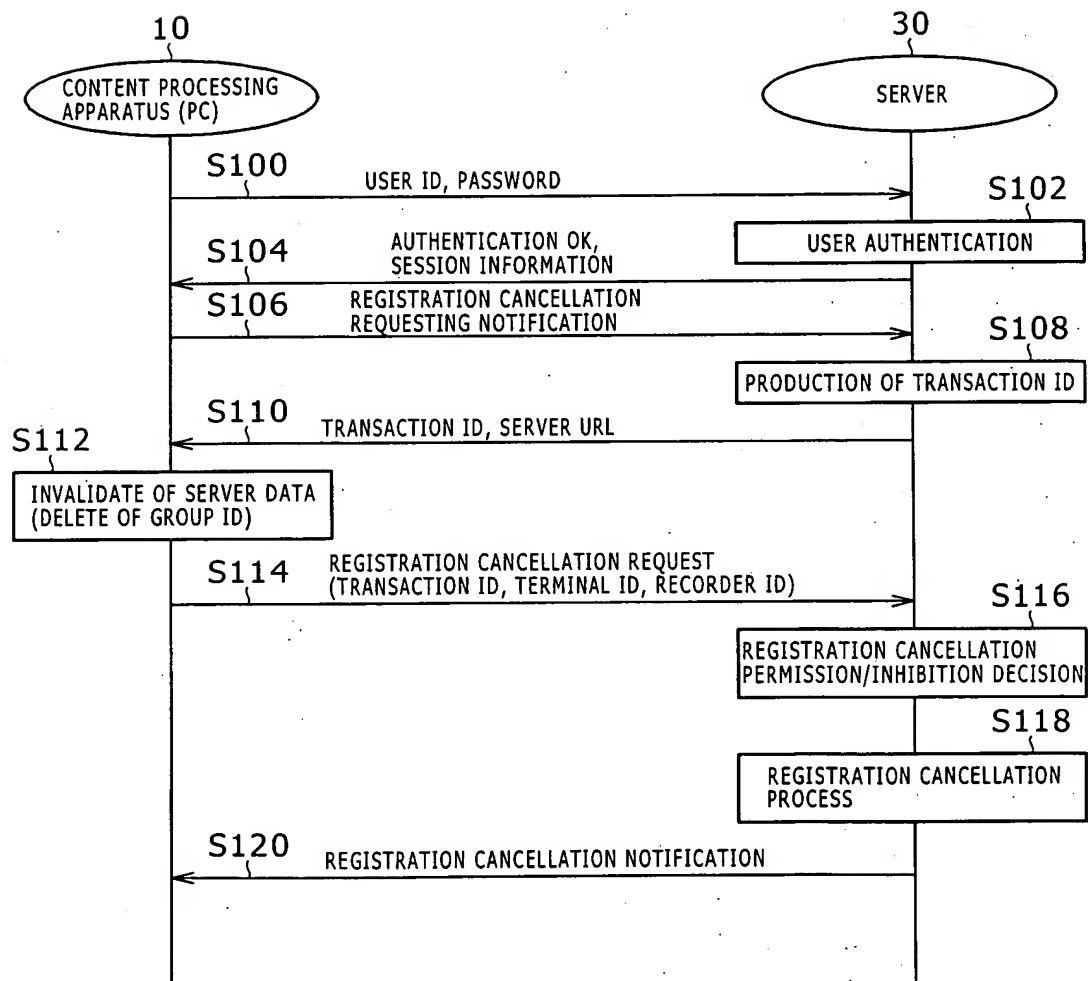 10
30
CONTENT PROCESSING
APPARATUS (PC)
SERVER
S100
USER ID, PASSWORD
S102
USER AUTHENTICATION
S104
AUTHENTICATION OK,
SESSION INFORMATION
S106
REGISTRATION CANCELLATION
REQUESTING NOTIFICATION
S108
PRODUCTION OF TRANSACTION ID
S110
TRANSACTION ID, SERVER URL
S112
INVALIDATE OF SERVER DATA
(DELETE OF GROUP ID)
S114
REGISTRATION CANCELLATION REQUEST
(TRANSACTION ID, TERMINAL ID, RECORDER ID)
S116
REGISTRATION CANCELLATION
PERMISSION/INHIBITION DECISION
S118
REGISTRATION CANCELLATION
PROCESS
S120
REGISTRATION CANCELLATION NOTIFICATION